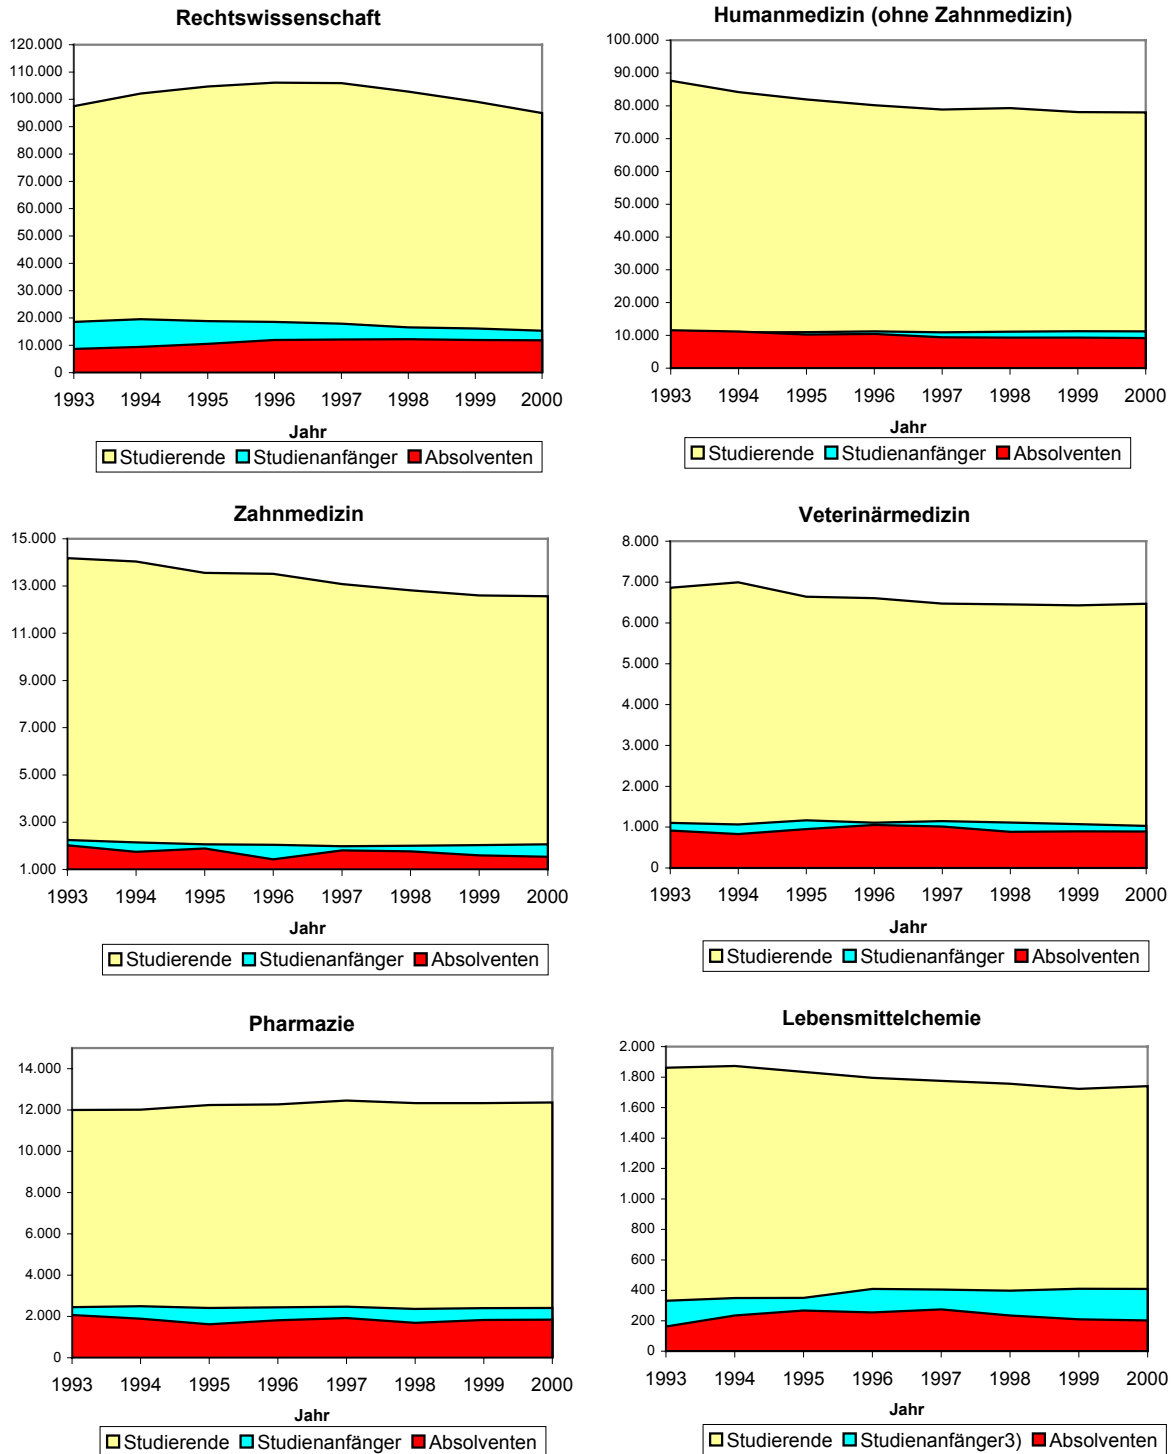 Rechtswissenschaft
120.000
110.000
100.000
90.000
80.000
70.000
60.000
50.000
40.000
30.000
20.000
10.000
0
1993 1994 1995 1996 1997 1998 1999 2000
Jahr
Studierende Studienanfänger Absolventen
Humanmedizin (ohne Zahnmedizin)
100.000
90.000
80.000
70.000
60.000
50.000
40.000
30.000
20.000
10.000
0
1993 1994 1995 1996 1997 1998 1999 2000
Jahr
Studierende Studienanfänger Absolventen
Zahnmedizin
15.000
13.000
11.000
9.000
7.000
5.000
3.000
1.000
1993 1994 1995 1996 1997 1998 1999 2000
Jahr
Studierende Studienanfänger Absolventen
Veterinärmedizin
8.000
7.000
6.000
5.000
4.000
3.000
2.000
1.000
0
1993 1994 1995 1996 1997 1998 1999 2000
Jahr
Studierende Studienanfänger Absolventen
Pharmazie
14.000
12.000
10.000
8.000
6.000
4.000
2.000
0
1993 1994 1995 1996 1997 1998 1999 2000
Jahr
Studierende Studienanfänger Absolventen
Lebensmittelchemie
2.000
1.800
1.600
1.400
1.200
1.000
800
600
400
200
0
1993 1994 1995 1996 1997 1998 1999 2000
Jahr
Studierende Studienanfänger3) Absolventen